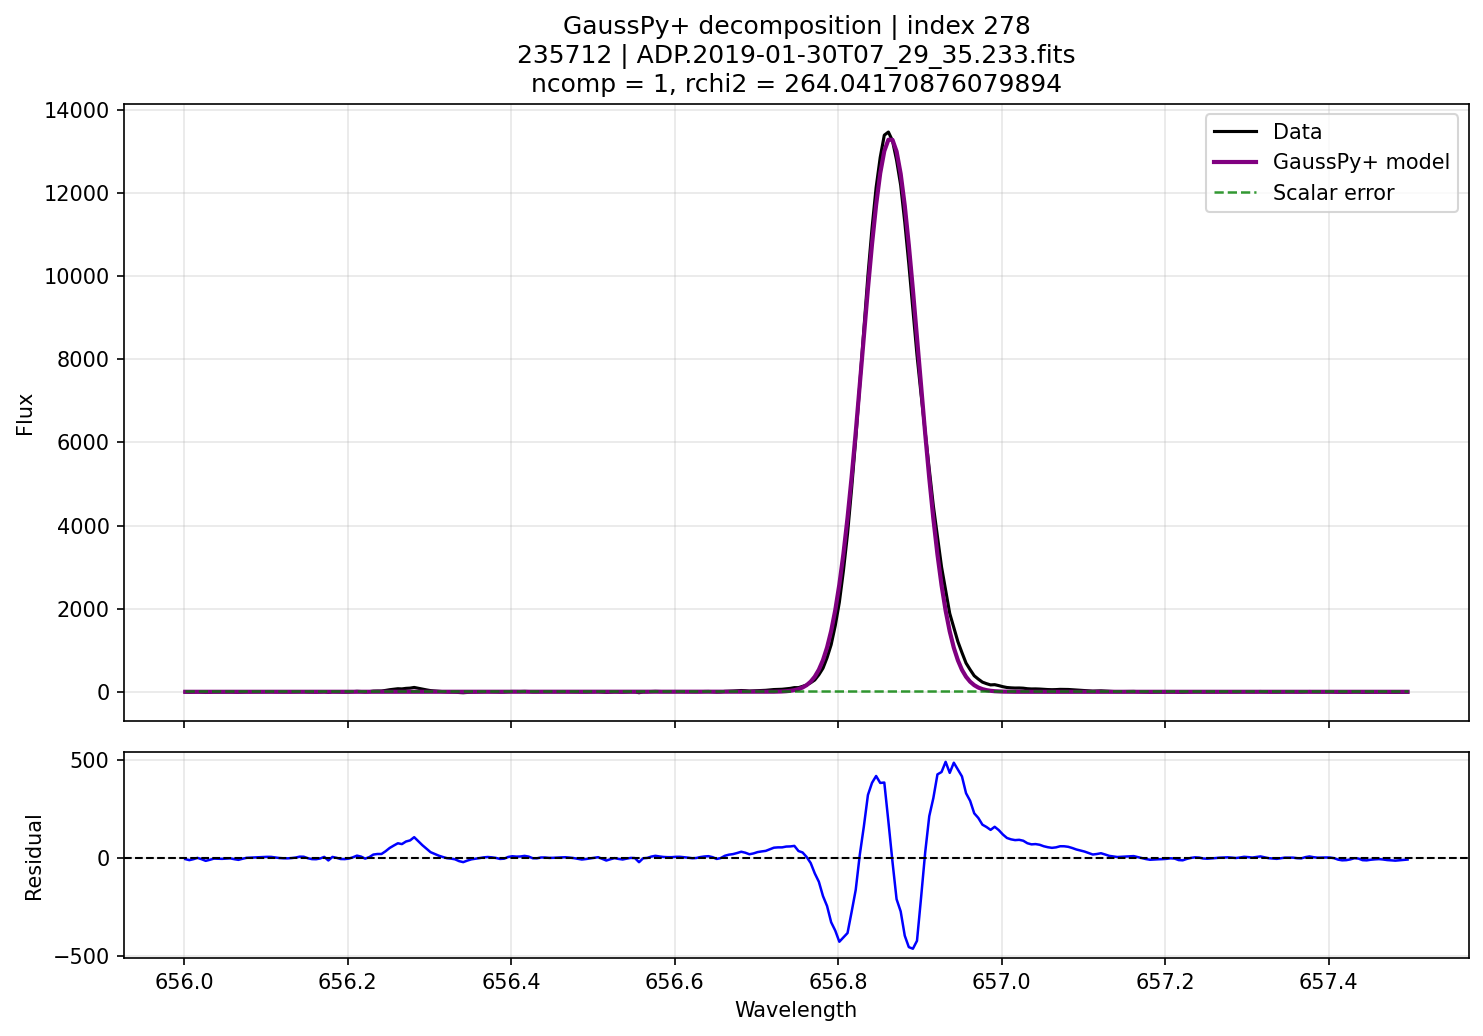 GaussPy+ decomposition | index 278
235712 | ADP.2019-01-30T07_29_35.233.fits
ncomp = 1, rchi2 = 264.04170876079894
14000
12000
10000
8000
6000
4000
2000
0
Flux
Data
GaussPy+ model
Scalar error
500
0
−500
Residual
656.0 656.2 656.4 656.6 656.8 657.0 657.2 657.4
Wavelength